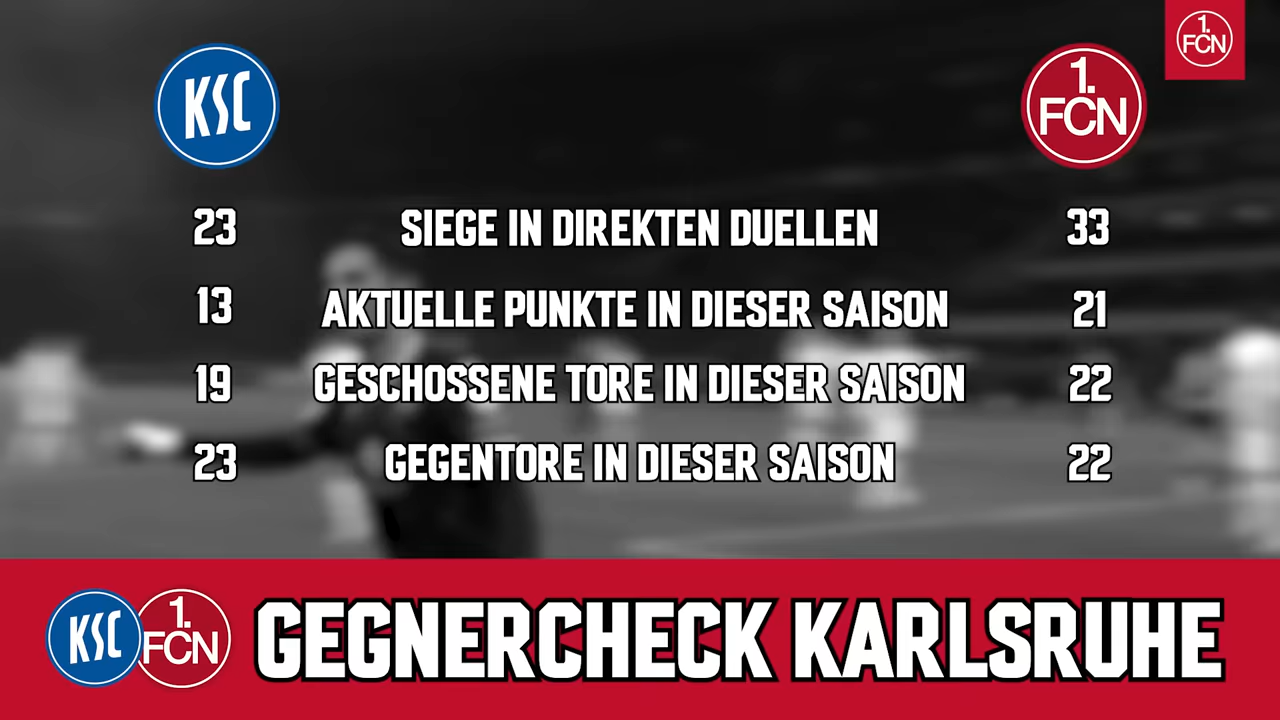 1. FCN
KSC
1. FCN
23 SIEGE IN DIREKTEN DUELLEN 33
13 AKTUELLE PUNKTE IN DIESER SAISON 21
19 GESCHOSSENE TORE IN DIESER SAISON 22
23 GEGENTORE IN DIESER SAISON 22
KSC 1. FCN GEGNERCHECK KARLSRUHE